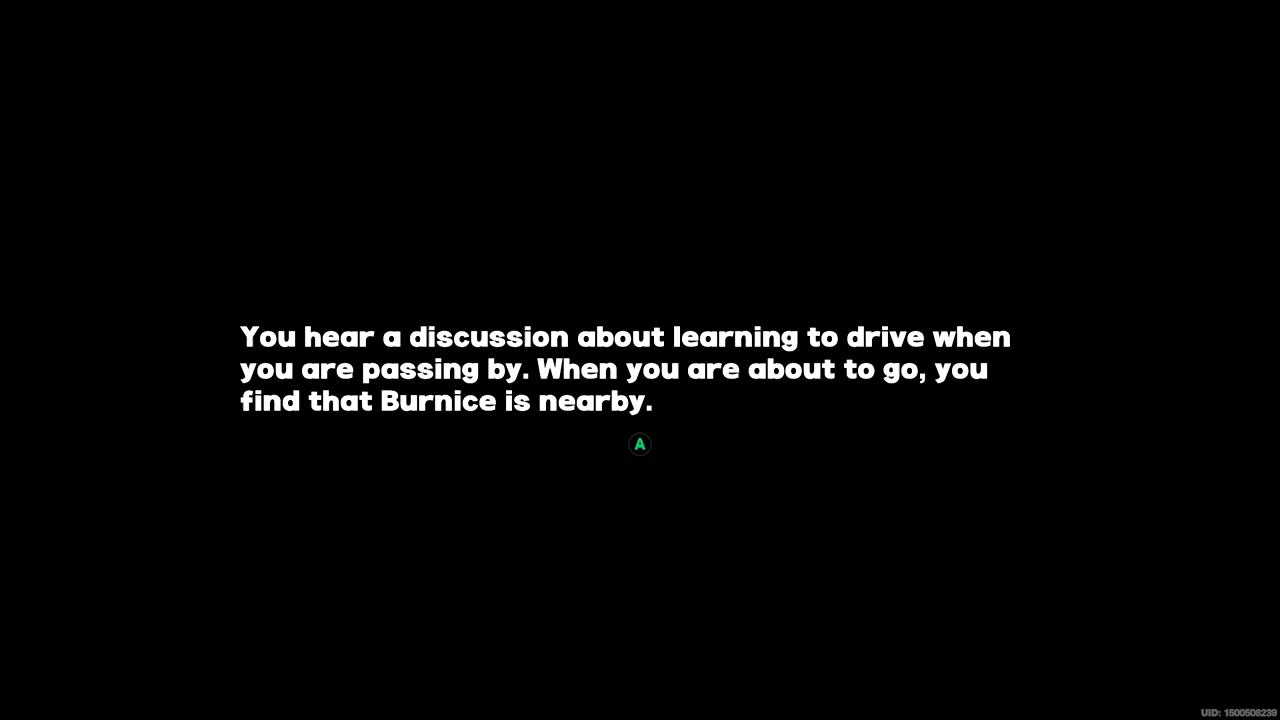 You hear a discussion about learning to drive when
you are passing by. When you are about to go, you
find that Burnice is nearby.
A
UID: 1500508239